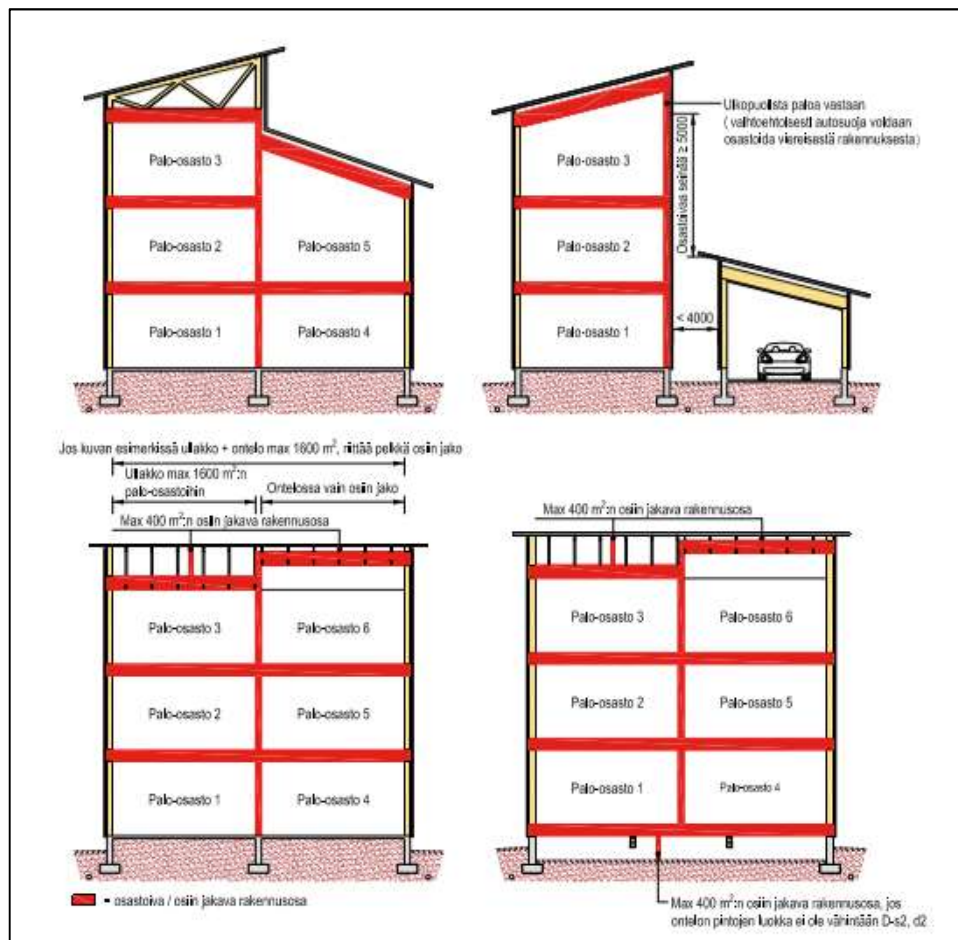 Palo-osasto 3
Palo-osasto 2
Palo-osasto 5
Palo-osasto 1
Palo-osasto 4
Ulkopuolista paloa vastaan
( vaihtoehtoisesti autosuoja voidaan
osastoida viereisestä rakennuksesta)
Osastoivaa seinää ≥ 5000
Palo-osasto 3
Palo-osasto 2
Palo-osasto 1
< 4000
Jos kuvan esimerkissä ullakko + ontelo max 1600 m², riittää pelkkä osiin jako
Ullakko max 1600 m²:n
palo-osastoihin
Ontelossa vain osiin jako
Max 400 m²:n osiin jakava rakennusosa
Palo-osasto 3
Palo-osasto 6
Palo-osasto 2
Palo-osasto 5
Palo-osasto 1
Palo-osasto 4
= osastoiva / osiin jakava rakennusosa
Max 400 m²:n osiin jakava rakennusosa
Palo-osasto 3
Palo-osasto 6
Palo-osasto 2
Palo-osasto 5
Palo-osasto 1
Palo-osasto 4
Max 400 m²:n osiin jakava rakennusosa, jos
ontelon pintojen luokka ei ole vähintään D-s2, d2